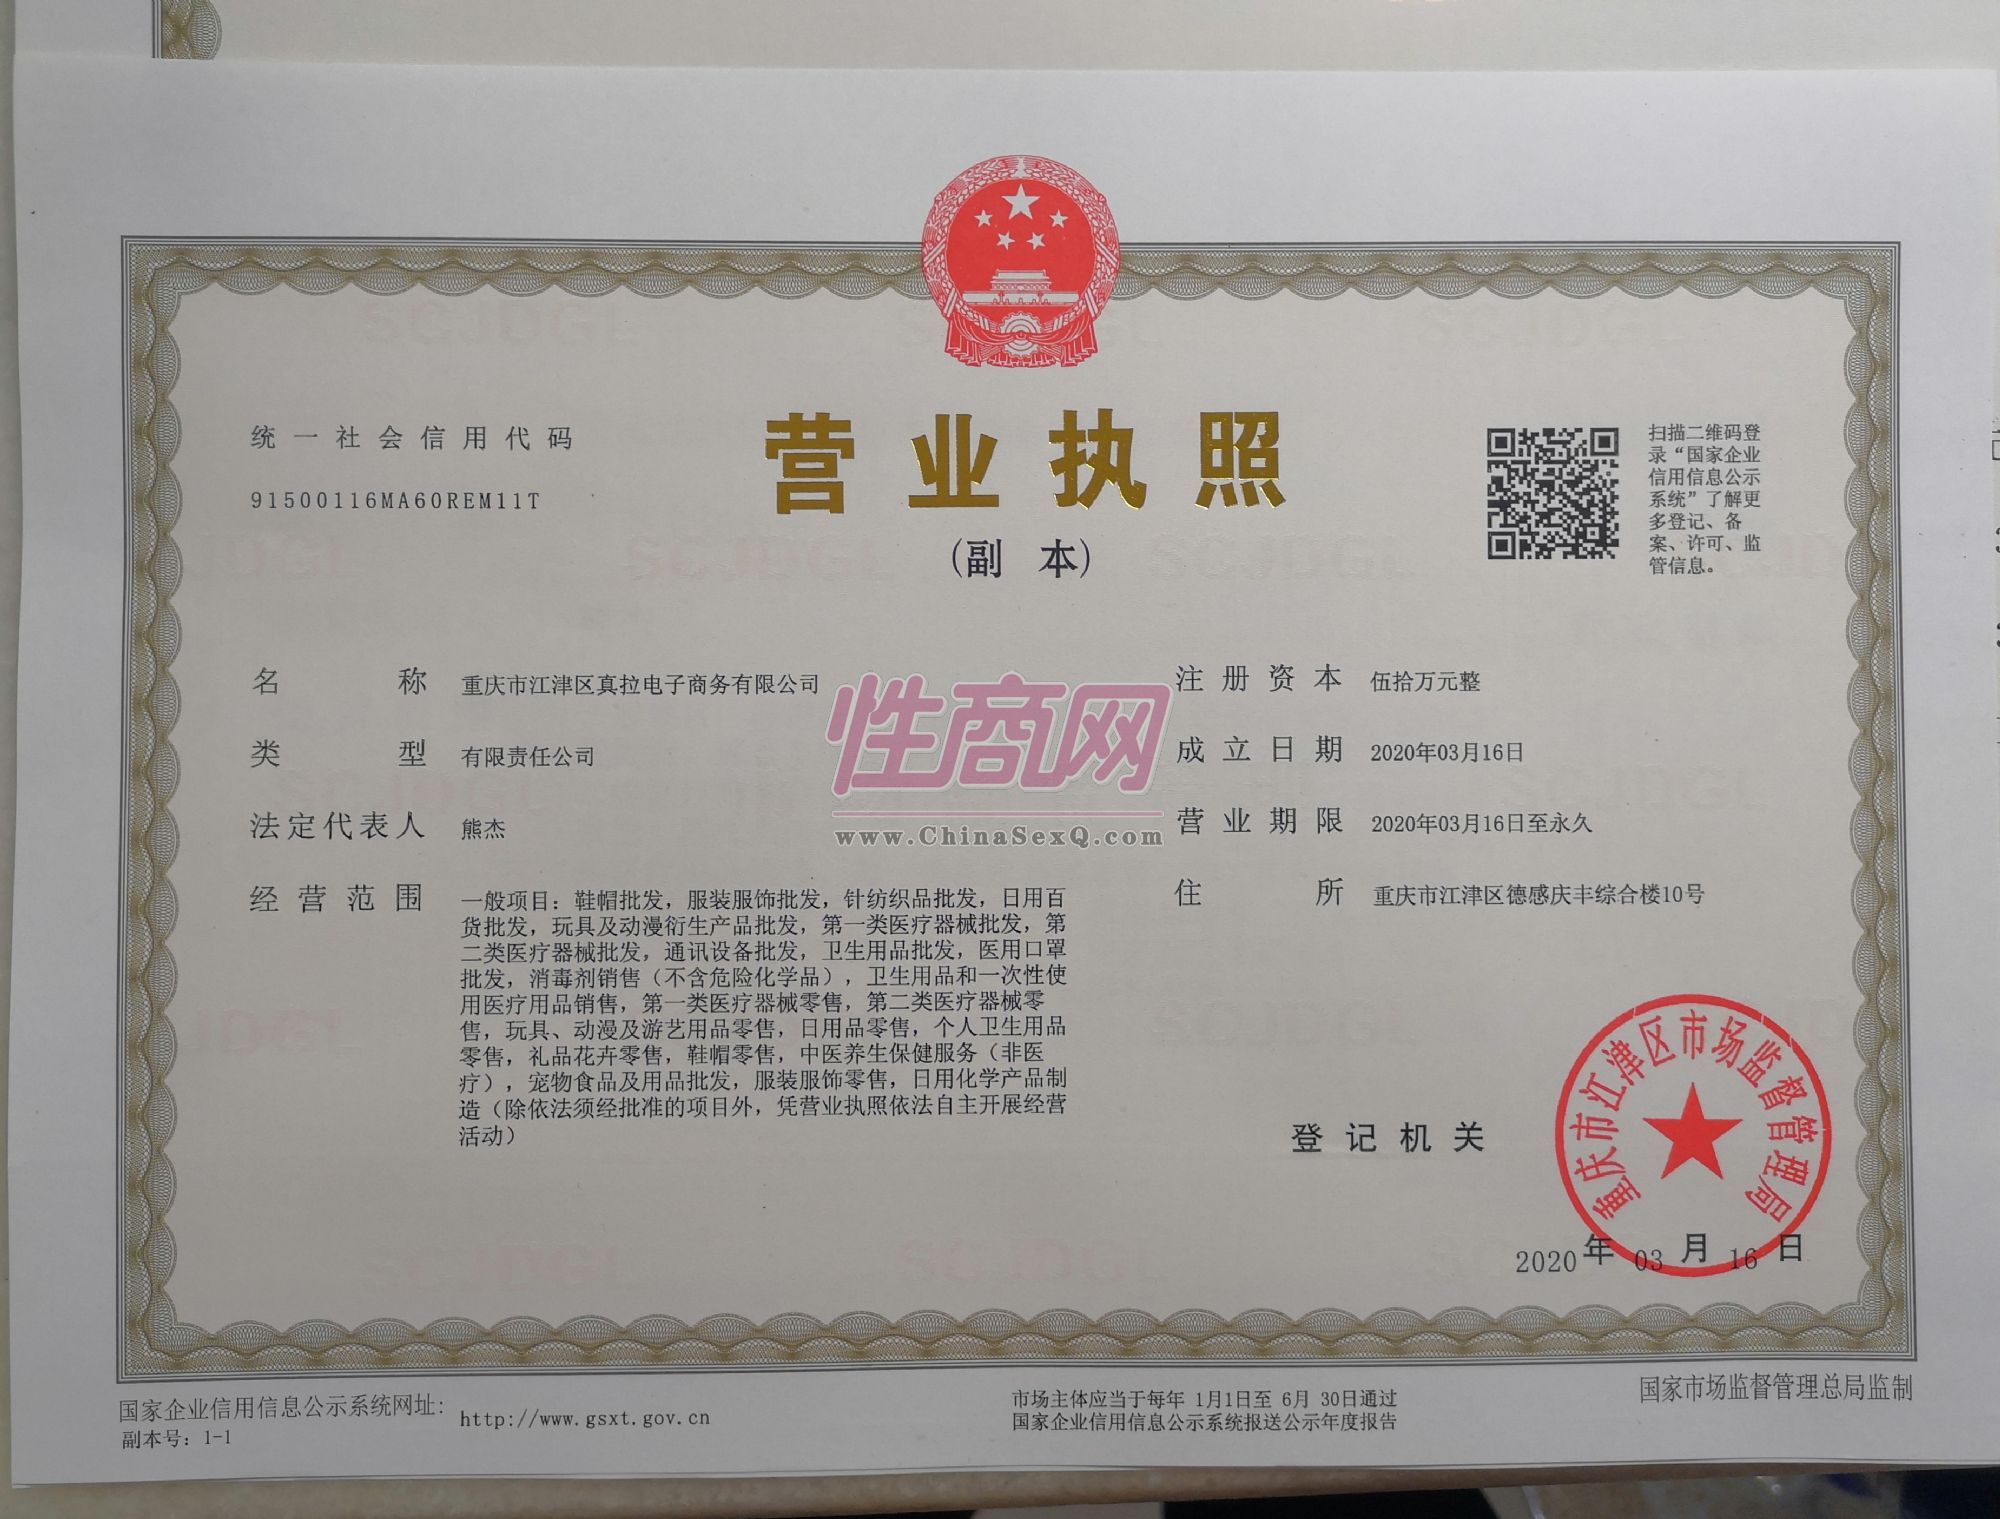 统一社会信用代码
91500116MA60REM11T
营业执照
(副 本)
扫描二维码登
录“国家企业
信用信息公示
系统”了解更
多登记、备
案、许可、监
管信息。
名称 重庆市江津区真拉电子商务有限公司
类型 有限责任公司
法定代表人 熊杰
经营范围 一般项目：鞋帽批发，服装服饰批发，针纺织品批发，日用百
货批发，玩具及动漫衍生产品批发，第一类医疗器械批发，第
二类医疗器械批发，通讯设备批发，卫生用品批发，医用口罩
批发，消毒剂销售（不含危险化学品），卫生用品和一次性使
用医疗用品销售，第一类医疗器械零售，第二类医疗器械零
售，玩具、动漫及游艺用品零售，日用品零售，个人卫生用品
零售，礼品花卉零售，鞋帽零售，中医养生保健服务（非医
疗），宠物食品及用品批发，服装服饰零售，日用化学产品制
造（除依法须经批准的项目外，凭营业执照依法自主开展经营
活动）
性商网
www.ChinaSexQ.com
注册资本 伍拾万元整
成立日期 2020年03月16日
营业期限 2020年03月16日至永久
住所 重庆市江津区德感庆丰综合楼10号
登记机关
重庆市江津区市场监督管理局
2020年03月16日
国家企业信用信息公示系统网址：http://www.gsxt.gov.cn
副本号：1-1
市场主体应当于每年 1月1日至 6月 30日通过
国家企业信用信息公示系统报送公示年度报告
国家市场监督管理总局监制